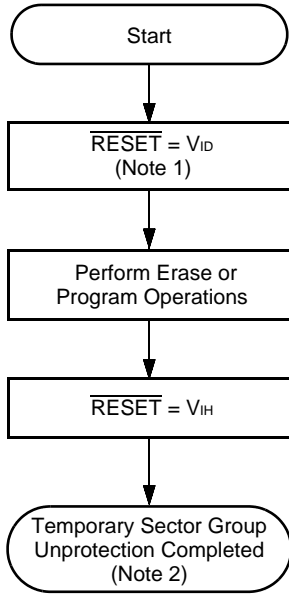 Start
RESET = VID
(Note 1)
Perform Erase or
Program Operations
RESET = VIH
Temporary Sector Group
Unprotection Completed
(Note 2)